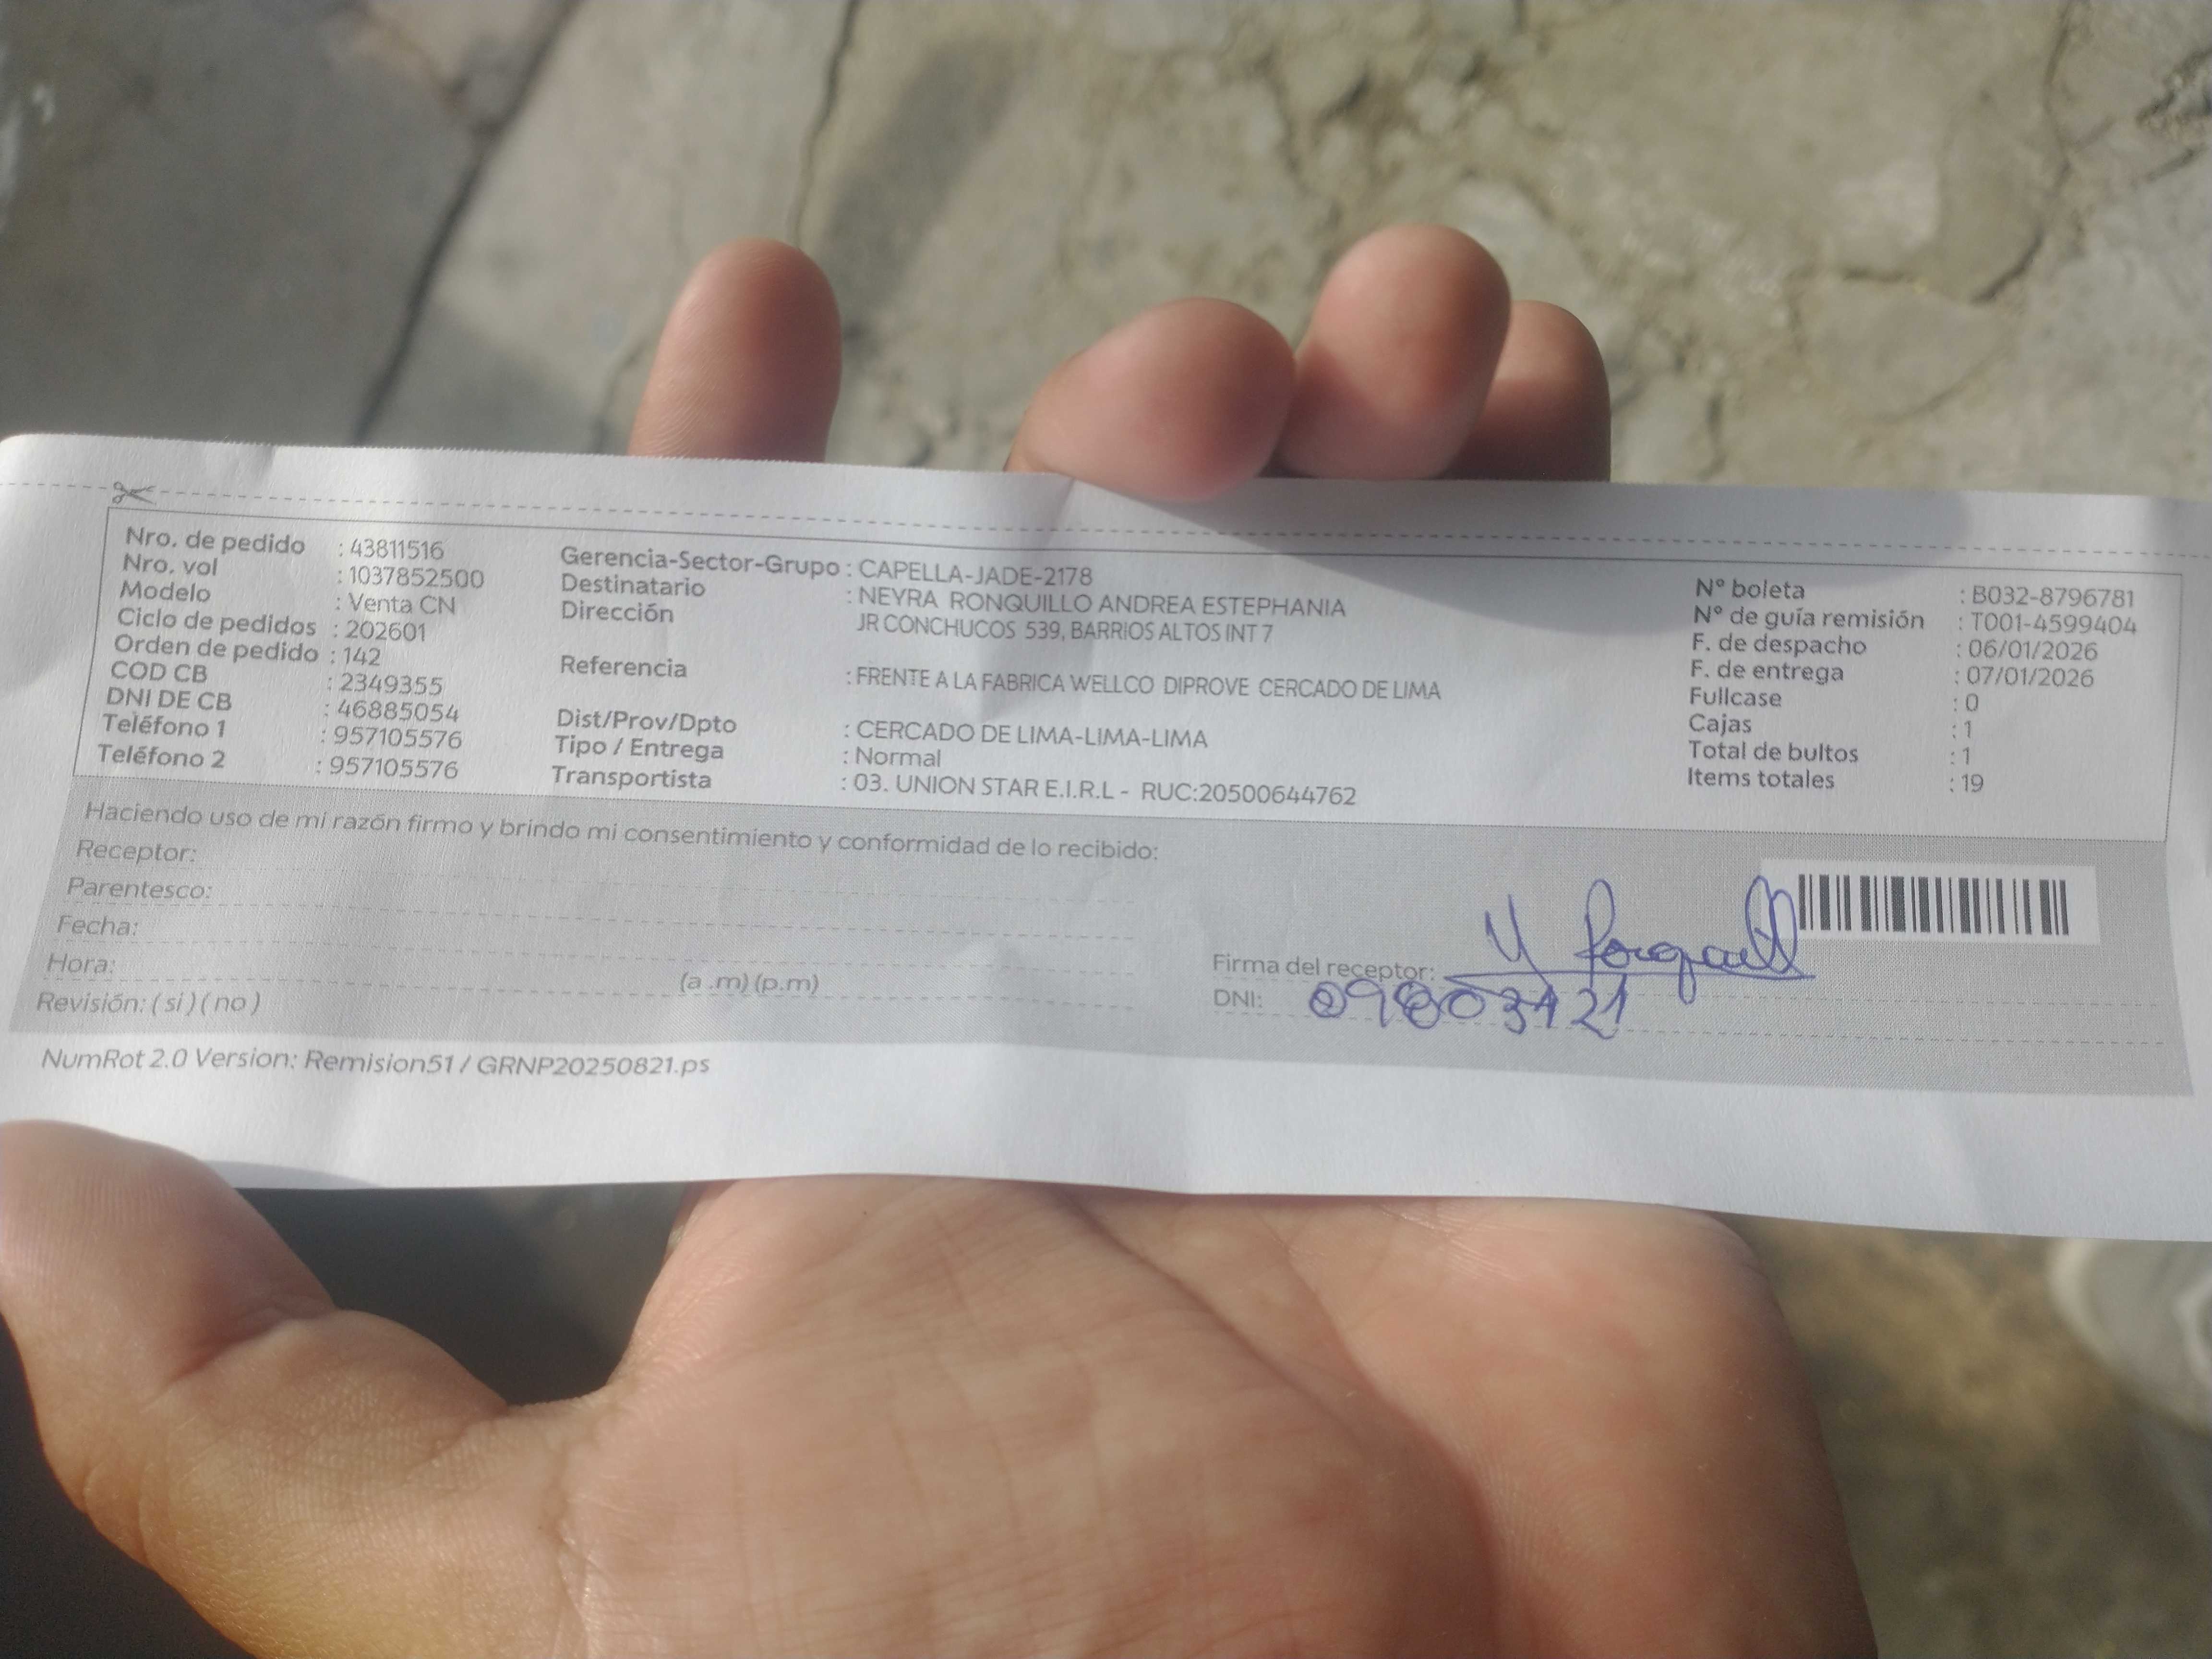 Nro. de pedido : 43811516
Nro. vol : 1037852500
Modelo : Venta CN
Ciclo de pedidos : 202601
Orden de pedido : 142
COD CB : 2349355
DNI DE CB : 46885054
Teléfono 1 : 957105576
Teléfono 2 : 957105576
Gerencia-Sector-Grupo : CAPELLA-JADE-2178
Destinatario : NEYRA RONQUILLO ANDREA ESTEPHANIA
Dirección JR CONCHUCOS 539, BARRIOS ALTOS INT 7
Referencia : FRENTE A LA FABRICA WELLCO DIPROVE CERCADO DE LIMA
Dist/Prov/Dpto : CERCADO DE LIMA-LIMA-LIMA
Tipo / Entrega : Normal
Transportista : 03. UNION STAR E.I.R.L - RUC:20500644762
N° boleta : B032-8796781
N° de guía remisión : T001-4599404
F. de despacho : 06/01/2026
F. de entrega : 07/01/2026
Fullcase : 0
Cajas : 1
Total de bultos : 1
Items totales : 19
Haciendo uso de mi razón firmo y brindo mi consentimiento y conformidad de lo recibido:
Receptor:
Parentesco:
Fecha:
Hora: (a .m) (p.m)
Revisión: ( si ) ( no )
Firma del receptor:
DNI:
NumRot 2.0 Version: Remision51 / GRNP20250821.ps